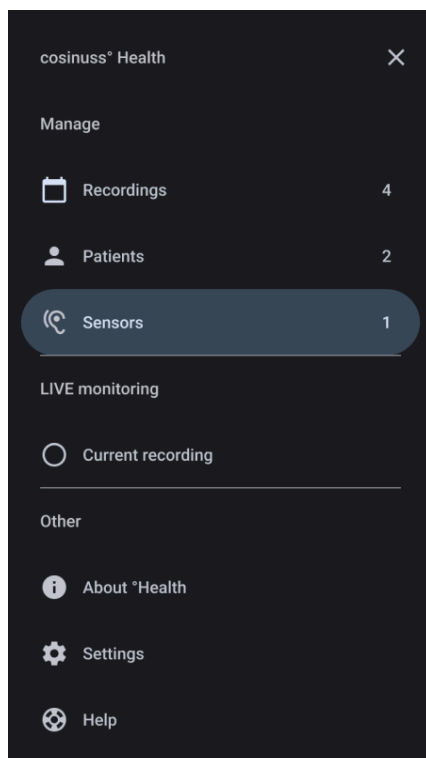 cosinuss° Health
Manage
Recordings 4
Patients 2
Sensors 1
LIVE monitoring
Current recording
Other
About °Health
Settings
Help